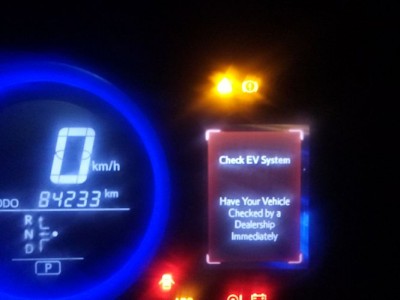 0 km/h
ODO 84233 km
R
N
D
P
Check EV System
Have Your Vehicle
Checked by a
Dealership
Immediately